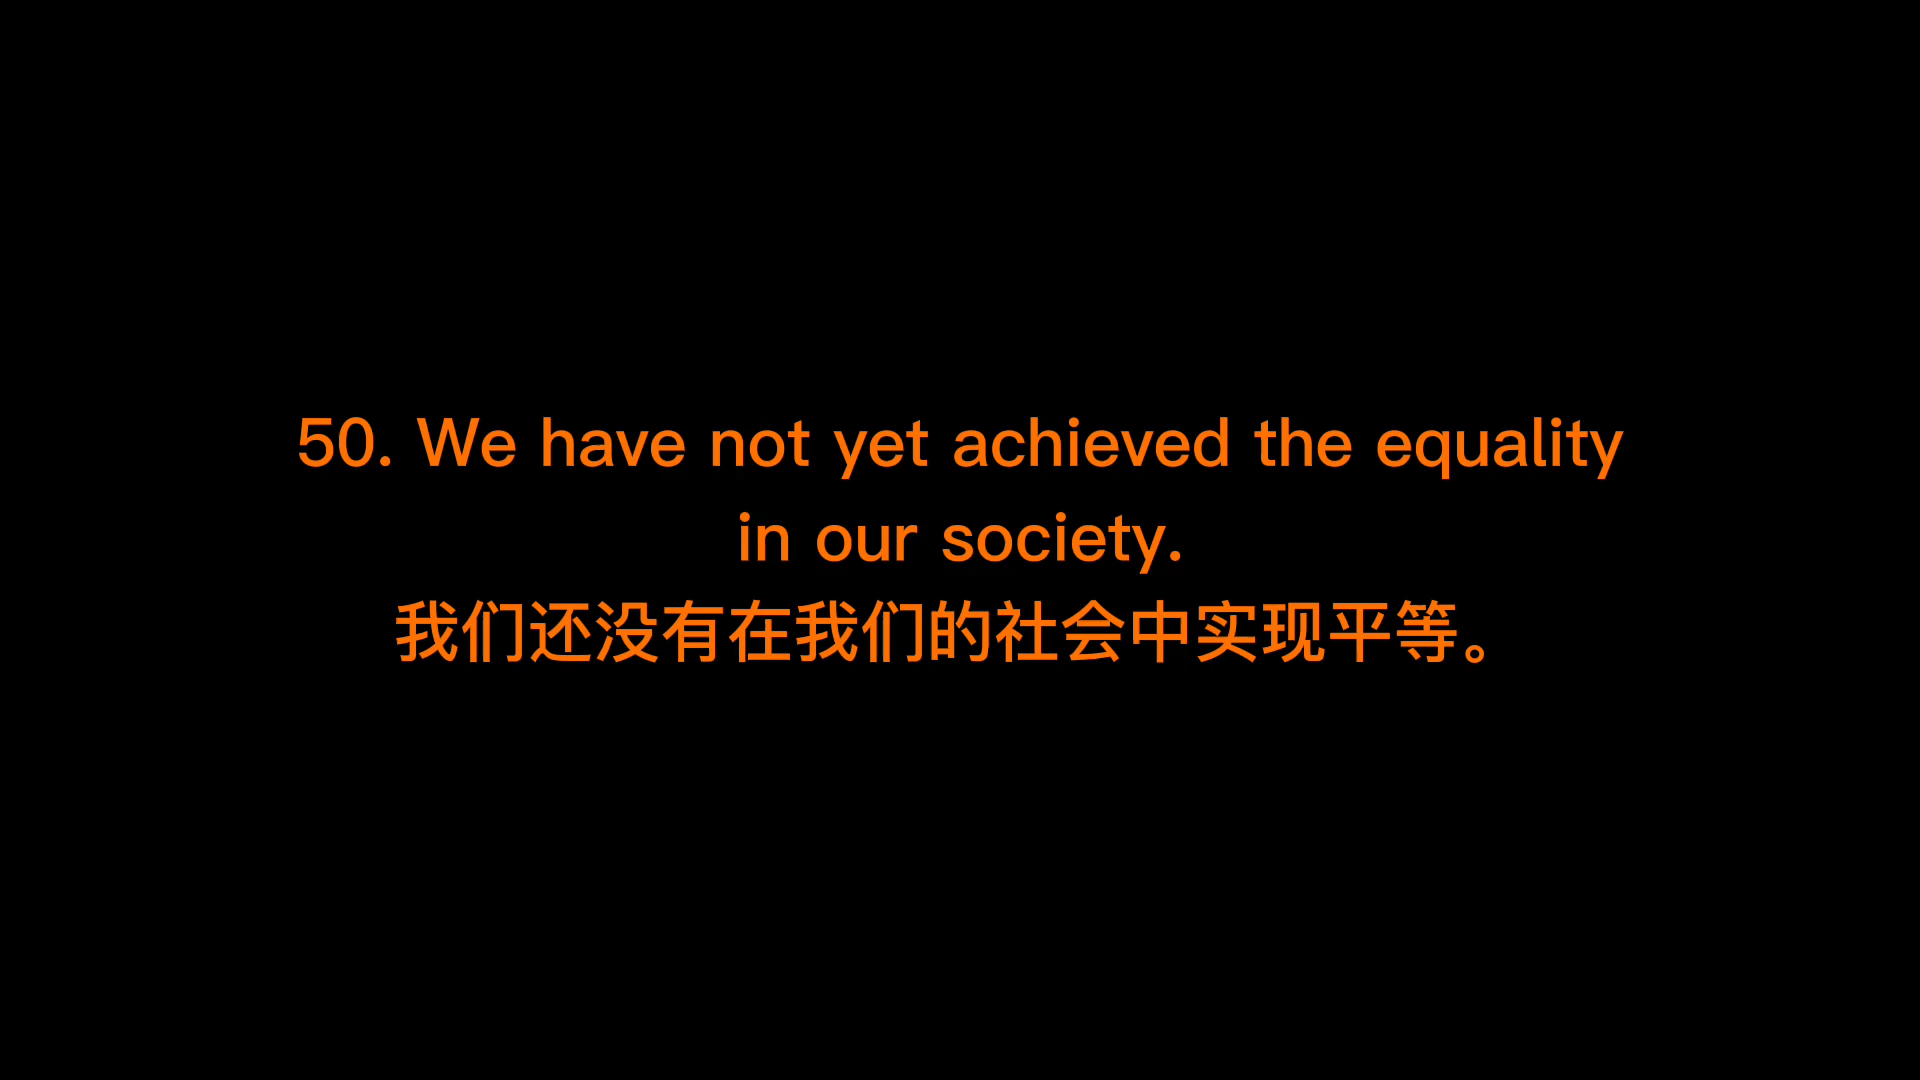 50. We have not yet achieved the equality
in our society.
我们还没有在我们的社会中实现平等。